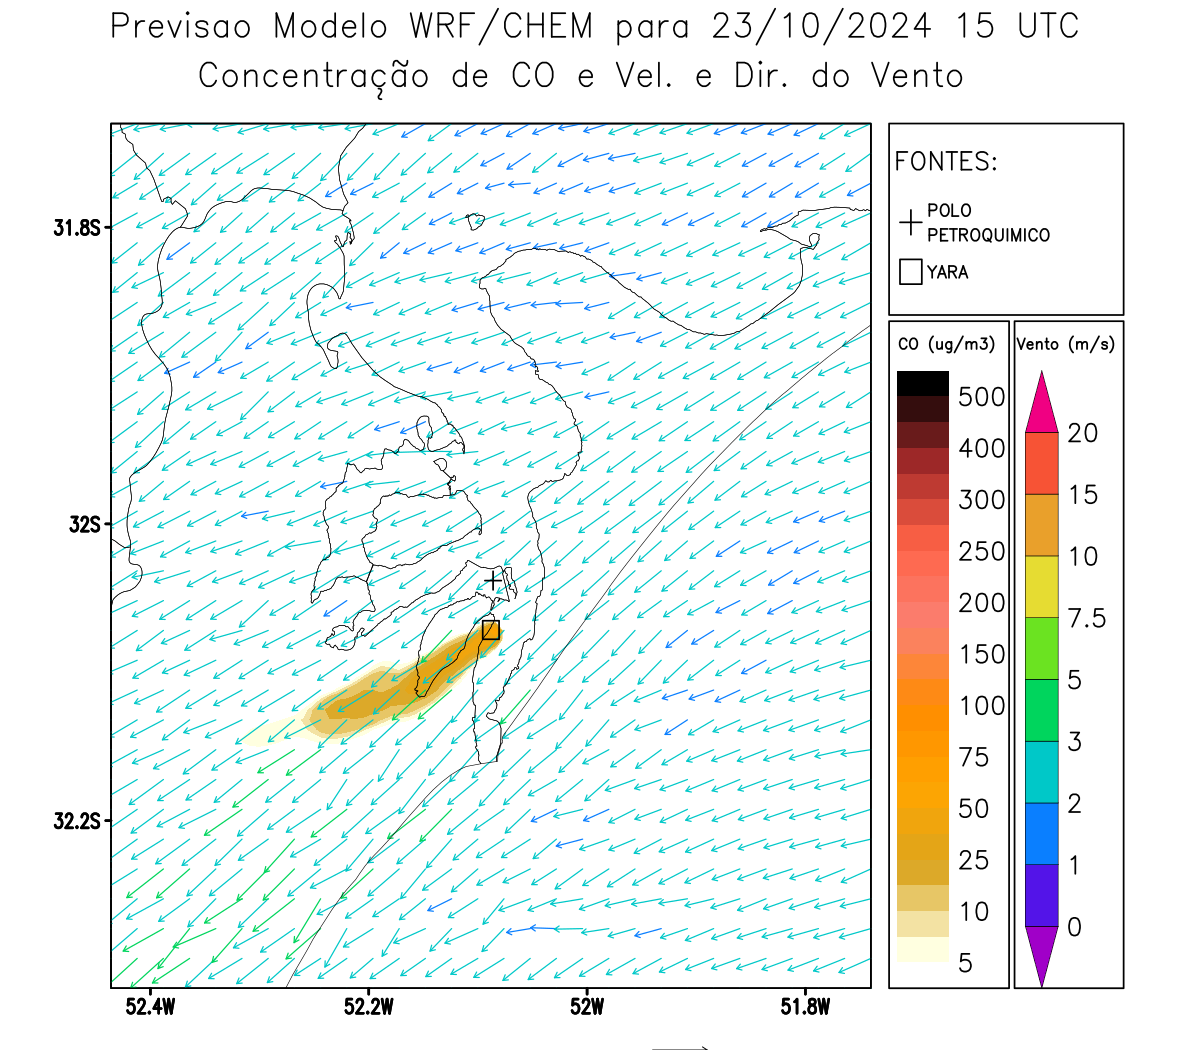 Previsao Modelo WRF/CHEM para 23/10/2024 15 UTC
Concentração de CO e Vel. e Dir. do Vento
FONTES:
POLO
PETROQUIMICO
YARA
31.8S
32S
32.2S
52.4W
52.2W
52W
51.8W
CO (ug/m3)
500
400
300
250
200
150
100
75
50
25
10
5
Vento (m/s)
20
15
10
7.5
5
3
2
1
0